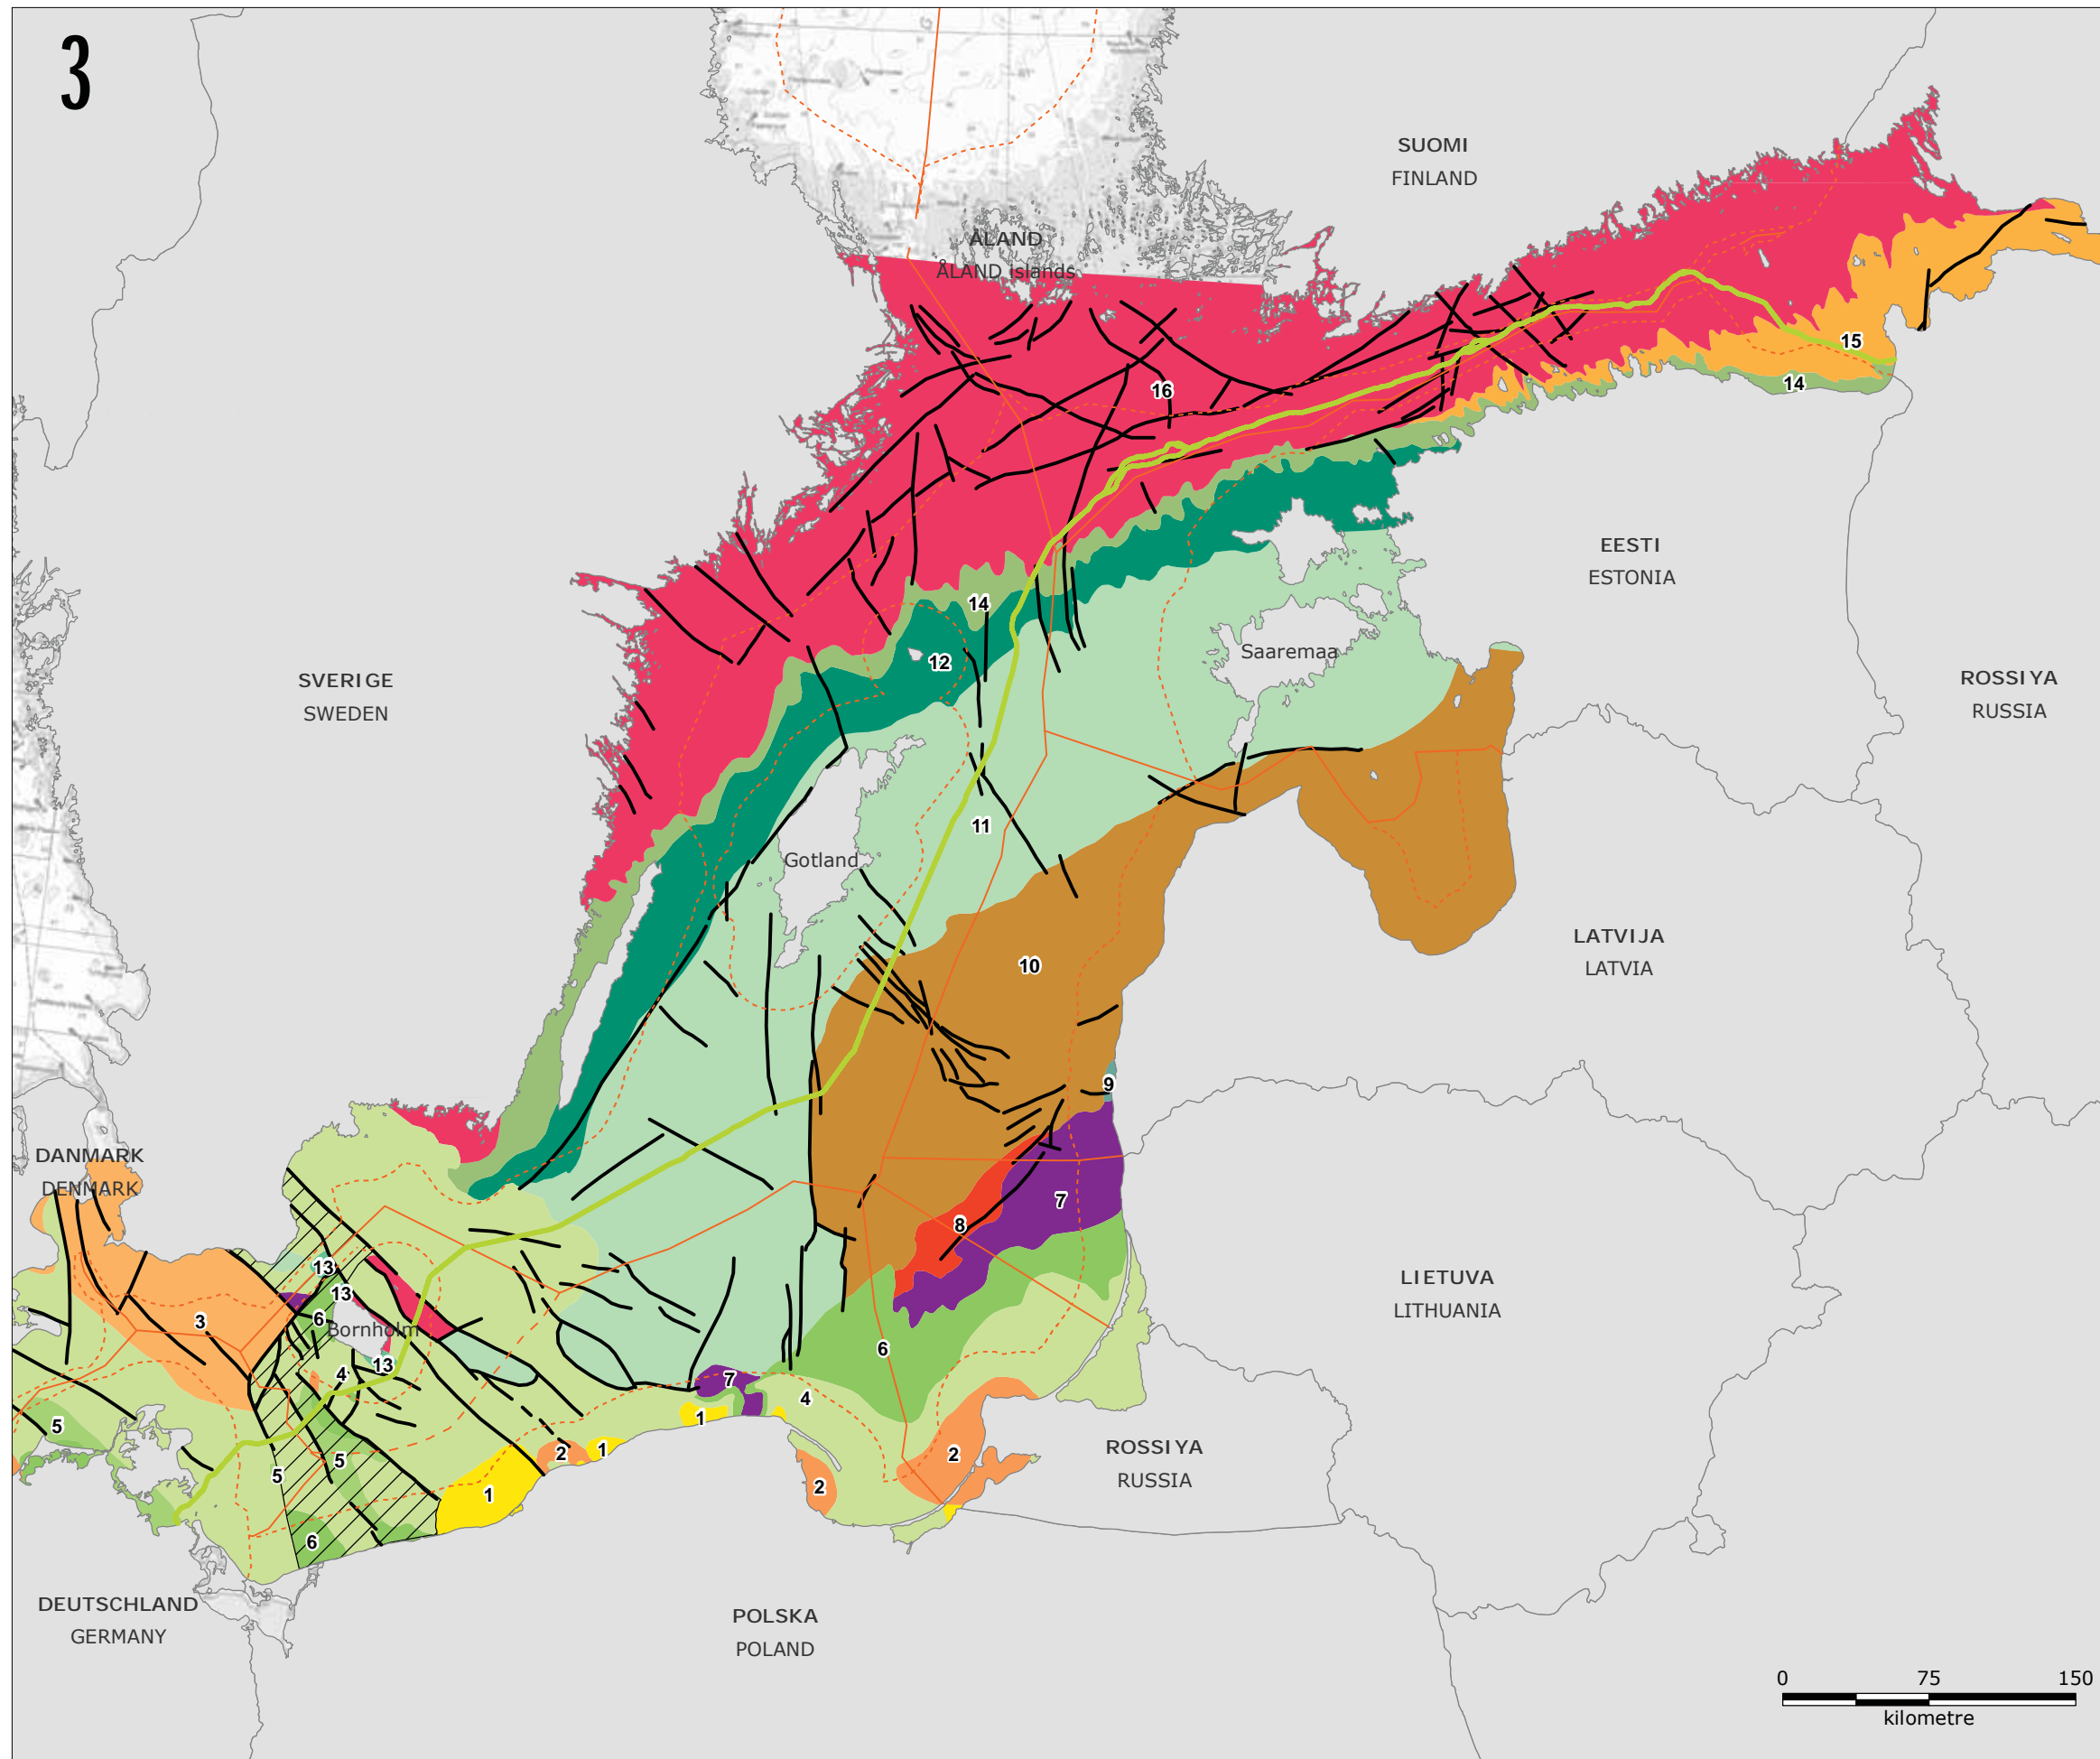 3
SUOMI
FINLAND
ÅLAND
ÅLAND islands
15
14
16
EESTI
ESTONIA
14
12
Saaremaa
SVERIGE
SWEDEN
ROSSIYA
RUSSIA
11
Gotland
LATVIJA
LATVIA
10
9
DANMARK
DENMARK
7
8
13
13
LIETUVA
LITHUANIA
3
6
Bornholm
6
13
4
7
4
5
1
2
1
2
ROSSIYA
RUSSIA
5
5
2
1
6
DEUTSCHLAND
GERMANY
POLSKA
POLAND
0 75 150
kilometre